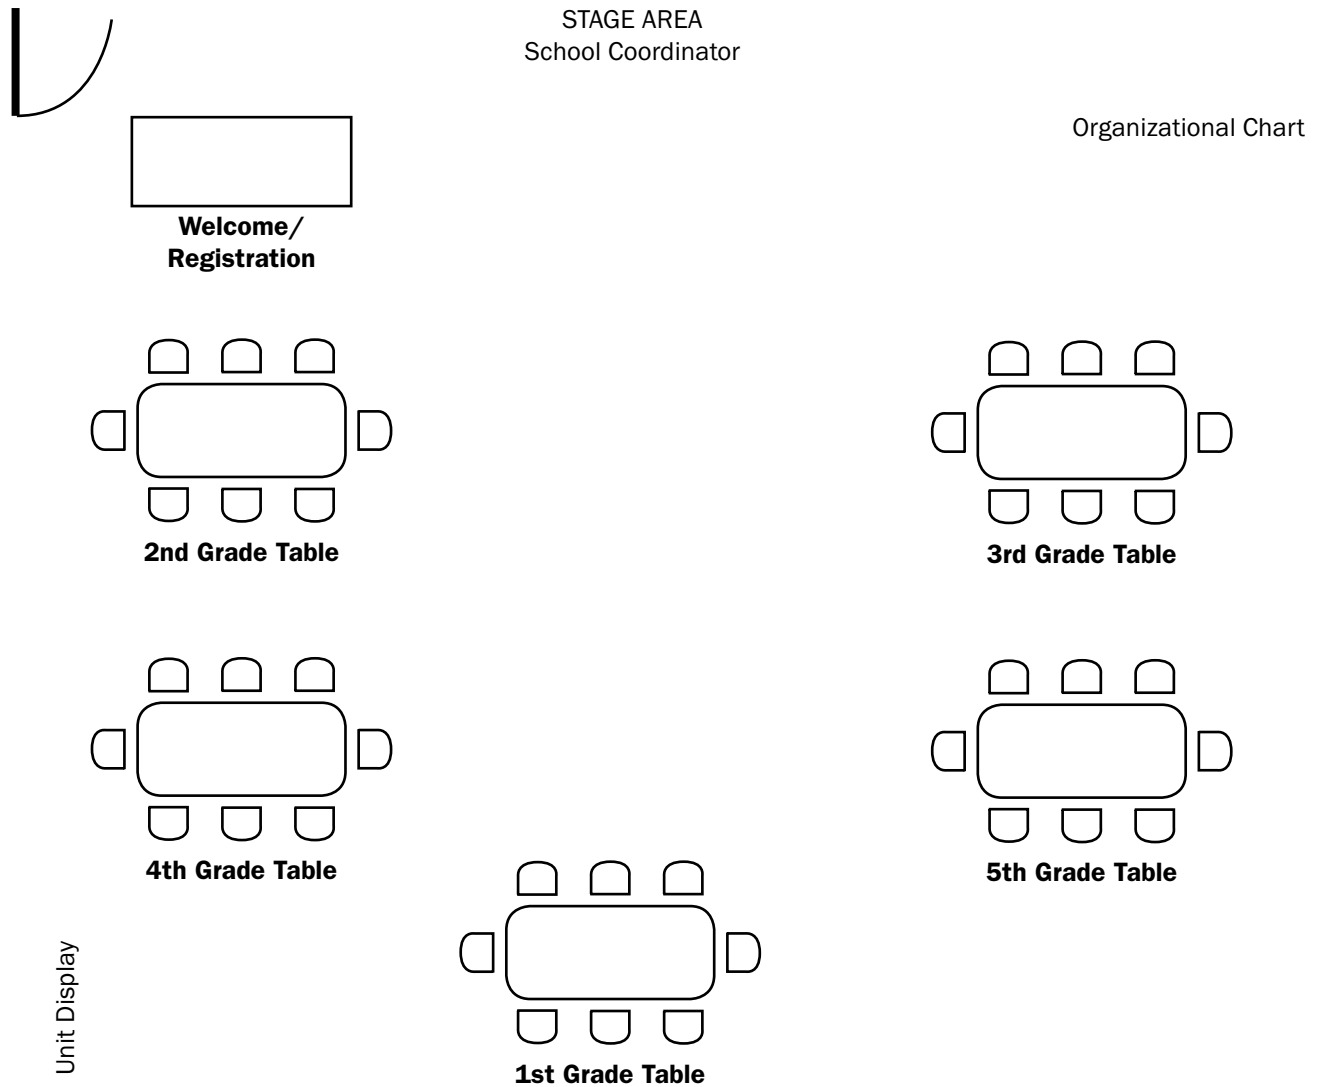 STAGE AREA
School Coordinator
Organizational Chart
Welcome/
Registration
2nd Grade Table
3rd Grade Table
4th Grade Table
5th Grade Table
Unit Display
1st Grade Table